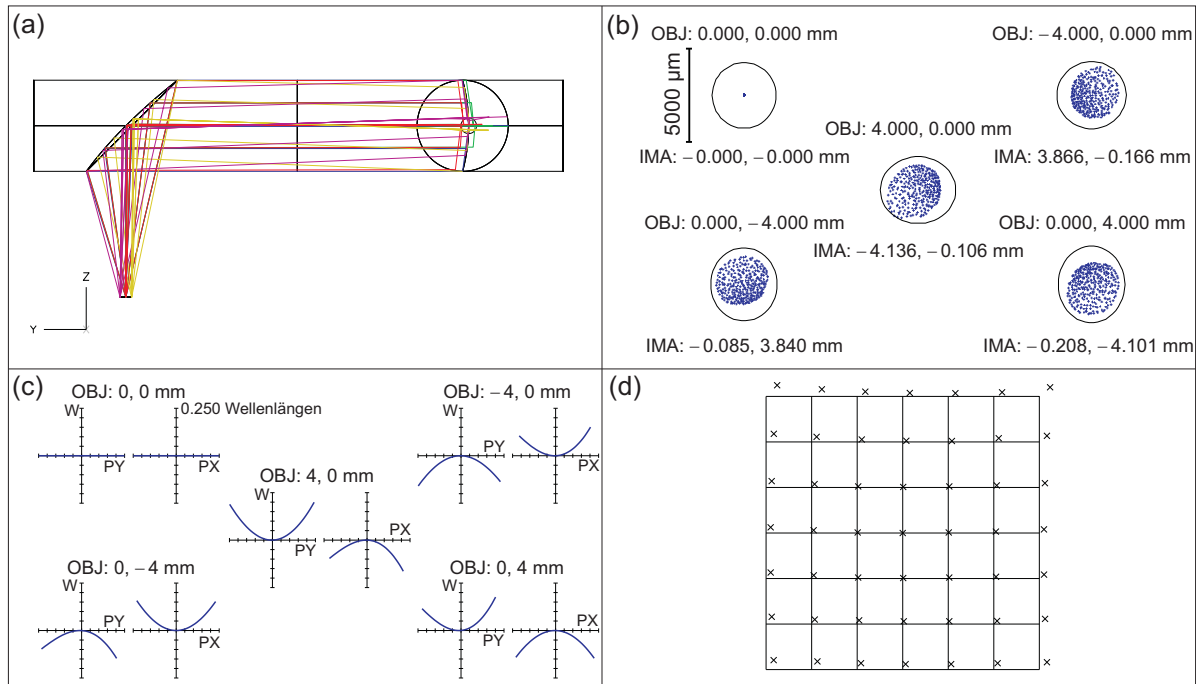 (a)
Z
Y
X
(b)
OBJ: 0.000, 0.000 mm
OBJ: −4.000, 0.000 mm
5000 µm
OBJ: 4.000, 0.000 mm
IMA: −0.000, −0.000 mm
IMA: 3.866, −0.166 mm
OBJ: 0.000, −4.000 mm
OBJ: 0.000, 4.000 mm
IMA: −4.136, −0.106 mm
IMA: −0.085, 3.840 mm
IMA: −0.208, −4.101 mm
(c)
OBJ: 0, 0 mm
OBJ: −4, 0 mm
W
0.250 Wellenlängen
W
PY
PX
PY
PX
OBJ: 4, 0 mm
W
PX
PY
OBJ: 0, −4 mm
OBJ: 0, 4 mm
W
W
PY
PX
PY
PX
(d)